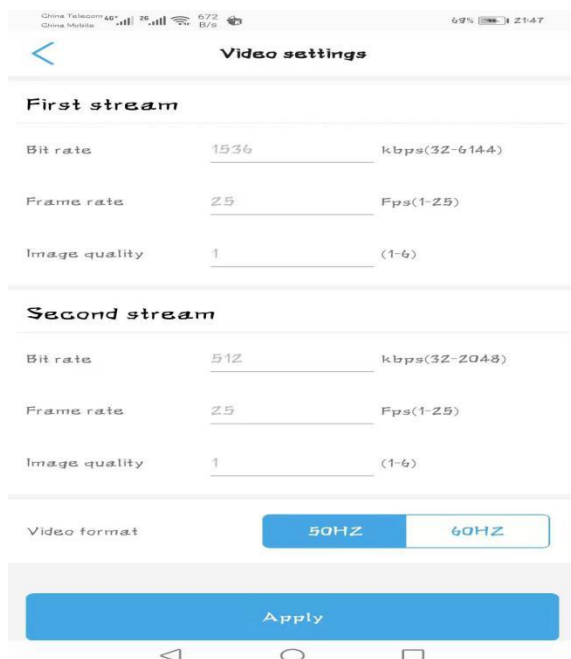 China Telecom 4G+ 2G 672 B/S 69% 21:47
China Mobile
Video settings
First stream
Bit rate 1536 kbps(32-6144)
Frame rate 25 Fps(1-25)
Image quality 1 (1-6)
Second stream
Bit rate 512 kbps(32-2048)
Frame rate 25 Fps(1-25)
Image quality 1 (1-6)
Video format 50HZ 60HZ
Apply